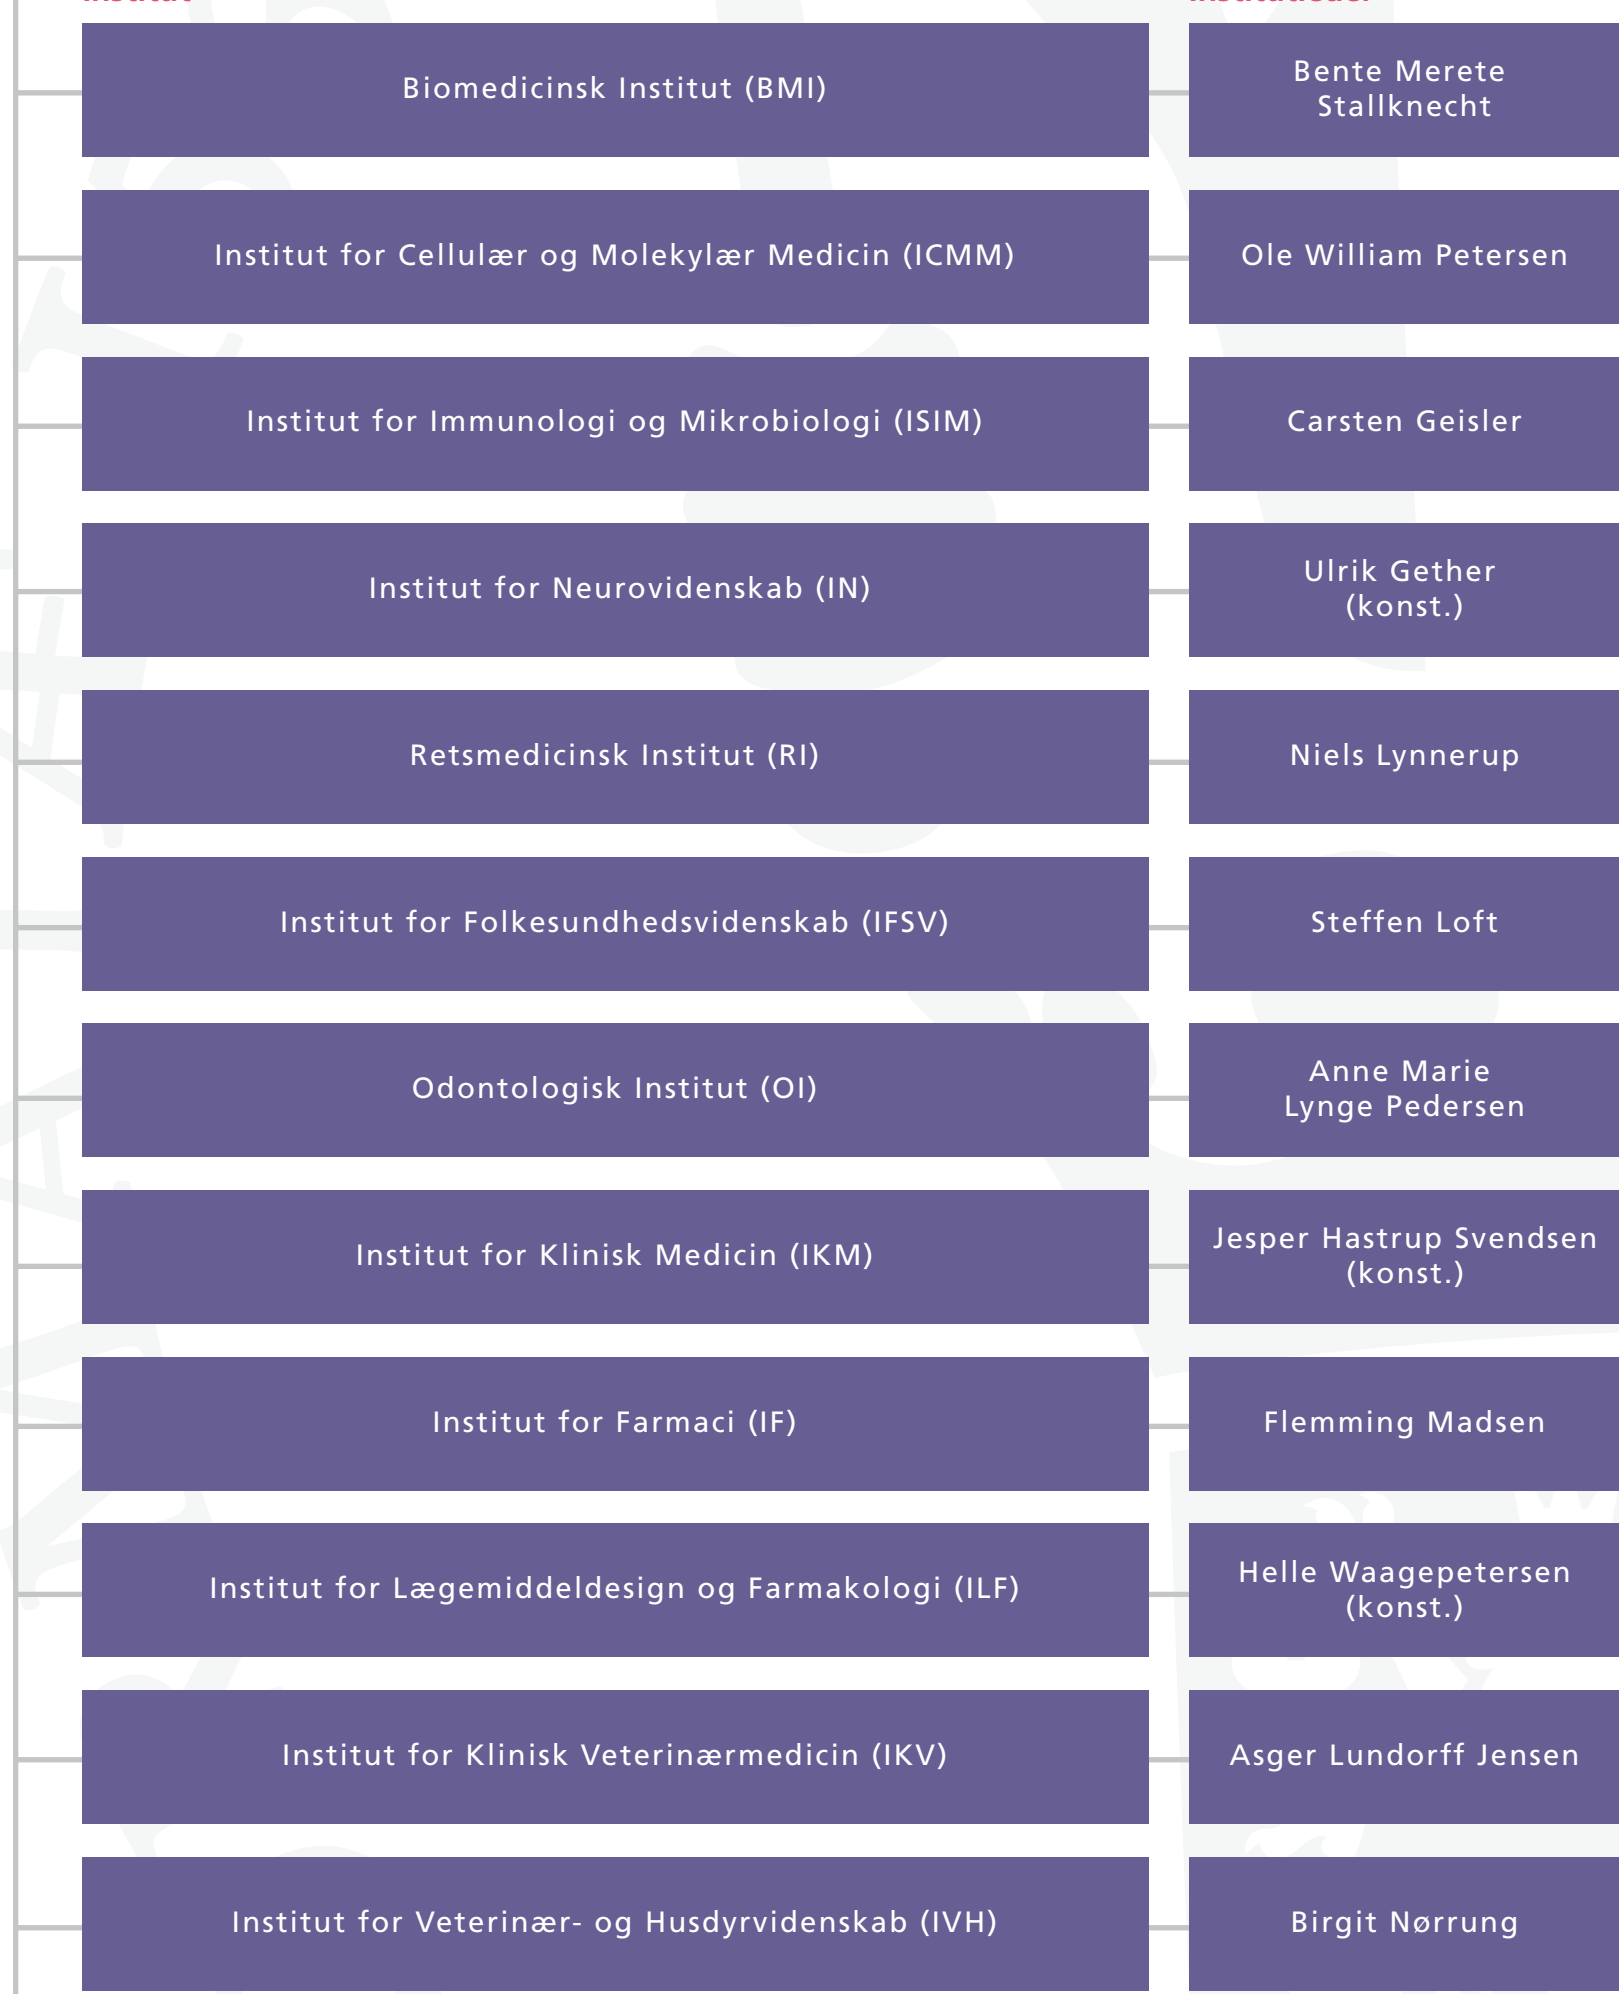 Institut
Institutleder
Biomedicinsk Institut (BMI)
Bente Merete
Stallknecht
Institut for Cellulær og Molekylær Medicin (ICMM)
Ole William Petersen
Institut for Immunologi og Mikrobiologi (ISIM)
Carsten Geisler
Institut for Neurovidenskab (IN)
Ulrik Gether
(konst.)
Retsmedicinsk Institut (RI)
Niels Lynnerup
Institut for Folkesundhedsvidenskab (IFSV)
Steffen Loft
Odontologisk Institut (OI)
Anne Marie
Lynge Pedersen
Institut for Klinisk Medicin (IKM)
Jesper Hastrup Svendsen
(konst.)
Institut for Farmaci (IF)
Flemming Madsen
Institut for Lægemiddeldesign og Farmakologi (ILF)
Helle Waagepetersen
(konst.)
Institut for Klinisk Veterinærmedicin (IKV)
Asger Lundorff Jensen
Institut for Veterinær- og Husdyrvidenskab (IVH)
Birgit Nørrung